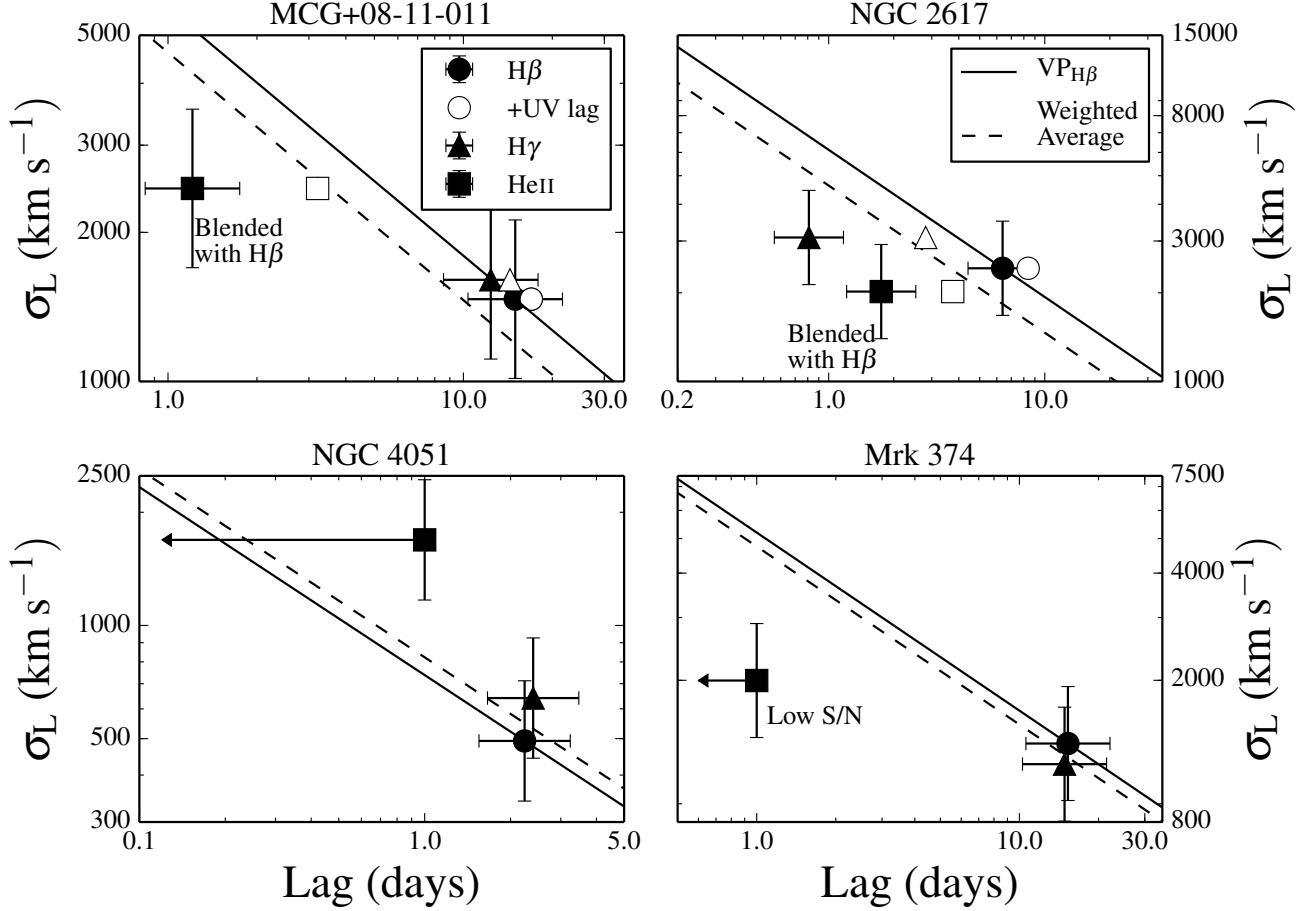 MCG+08-11-011
NGC 2617
5000
3000
2000
1000
σL (km s−1)
Hβ
+UV lag
Hγ
HeII
Blended
with Hβ
1.0
10.0
30.0
VPHβ
Weighted
Average
Blended
with Hβ
15000
8000
3000
1000
σL (km s−1)
0.2
1.0
10.0
NGC 4051
Mrk 374
2500
1000
500
300
σL (km s−1)
0.1
1.0
5.0
Lag (days)
Low S/N
7500
4000
2000
800
σL (km s−1)
1.0
10.0
30.0
Lag (days)